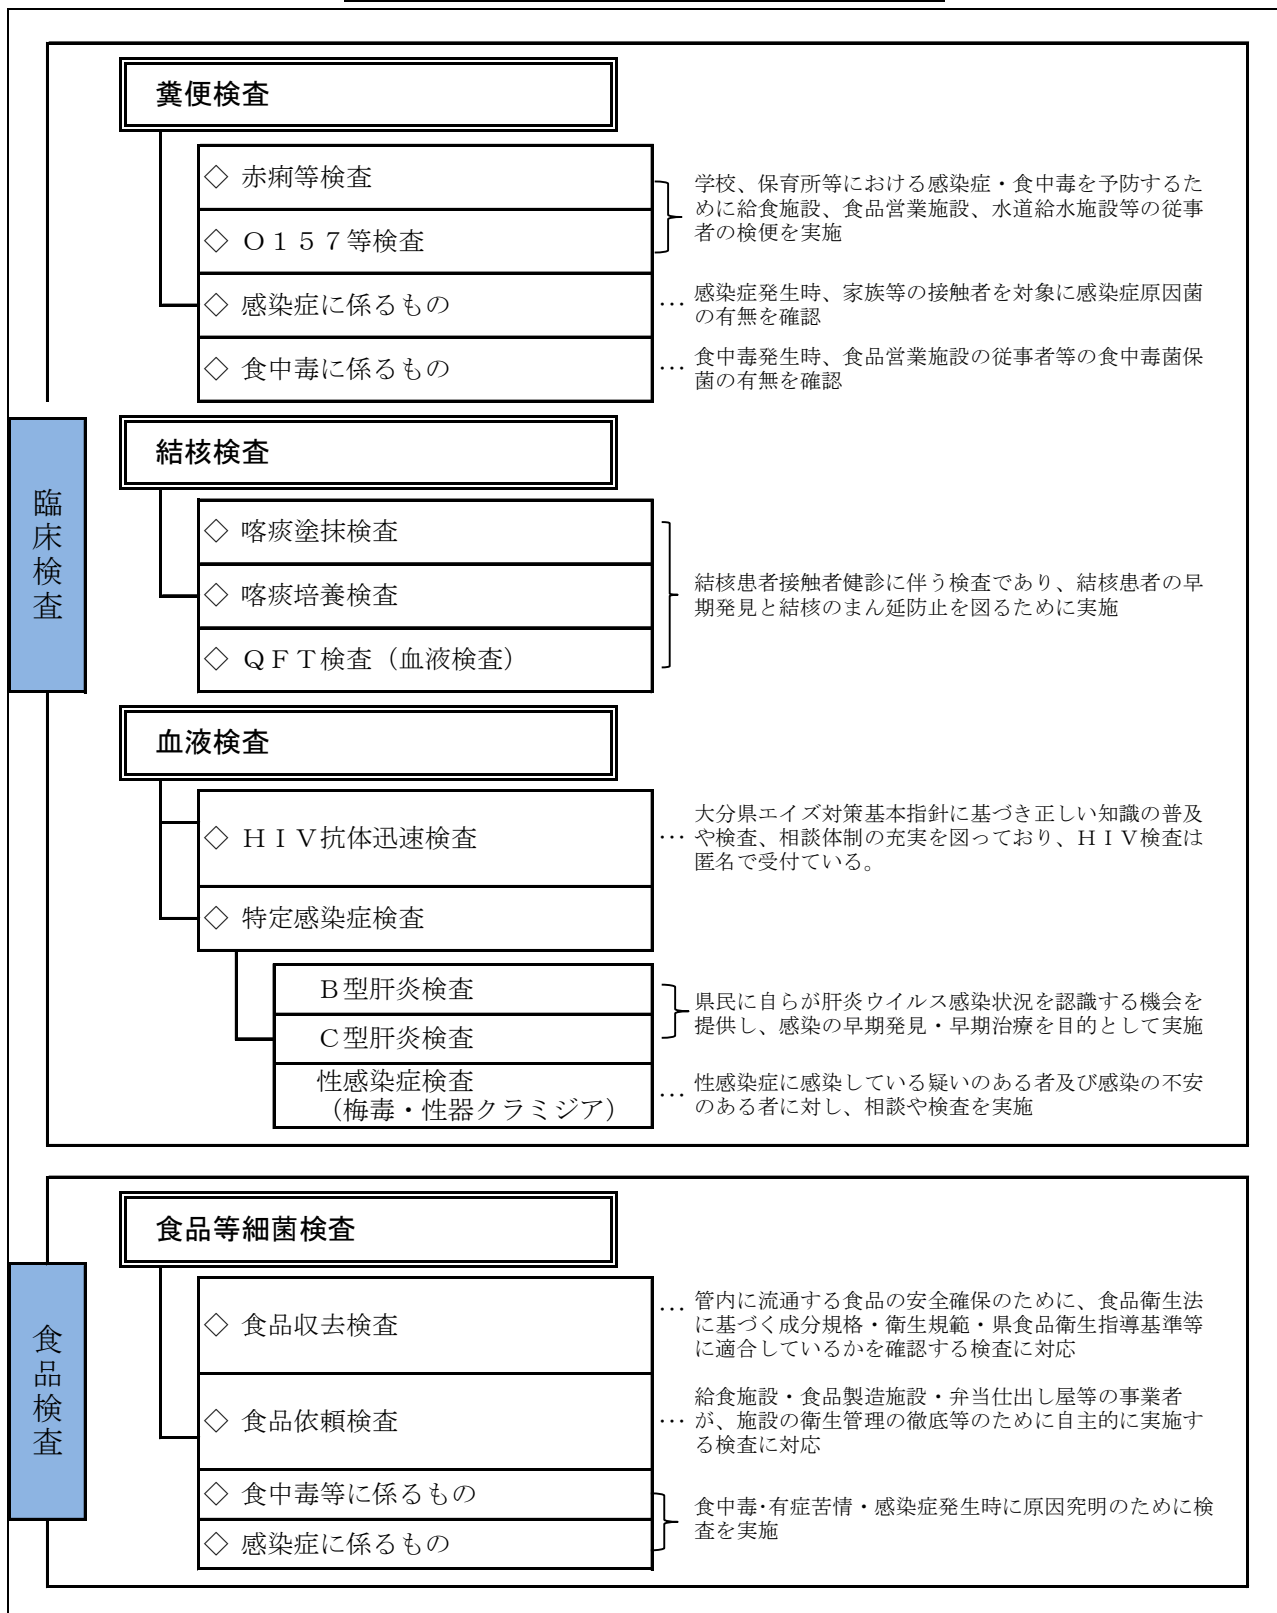 臨床検査
糞便検査
◇ 赤痢等検査
◇ Ｏ１５７等検査
学校、保育所等における感染症・食中毒を予防するた
めに給食施設、食品営業施設、水道給水施設等の従事
者の検便を実施
◇ 感染症に係るもの
… 感染症発生時、家族等の接触者を対象に感染症原因菌
の有無を確認
◇ 食中毒に係るもの
… 食中毒発生時、食品営業施設の従事者等の食中毒菌保
菌の有無を確認
結核検査
◇ 喀痰塗抹検査
◇ 喀痰培養検査
◇ ＱＦＴ検査（血液検査）
結核患者接触者健診に伴う検査であり、結核患者の早
期発見と結核のまん延防止を図るために実施
血液検査
◇ ＨＩＶ抗体迅速検査
大分県エイズ対策基本指針に基づき正しい知識の普及
… や検査、相談体制の充実を図っており、ＨＩＶ検査は
匿名で受付ている。
◇ 特定感染症検査
Ｂ型肝炎検査
Ｃ型肝炎検査
県民に自らが肝炎ウイルス感染状況を認識する機会を
提供し、感染の早期発見・早期治療を目的として実施
性感染症検査
（梅毒・性器クラミジア）
… 性感染症に感染している疑いのある者及び感染の不安
のある者に対し、相談や検査を実施
食品検査
食品等細菌検査
◇ 食品収去検査
… 管内に流通する食品の安全確保のために、食品衛生法
に基づく成分規格・衛生規範・県食品衛生指導基準等
に適合しているかを確認する検査に対応
◇ 食品依頼検査
給食施設・食品製造施設・弁当仕出し屋等の事業者
… が、施設の衛生管理の徹底等のために自主的に実施す
る検査に対応
◇ 食中毒等に係るもの
◇ 感染症に係るもの
食中毒・有症苦情・感染症発生時に原因究明のために検
査を実施